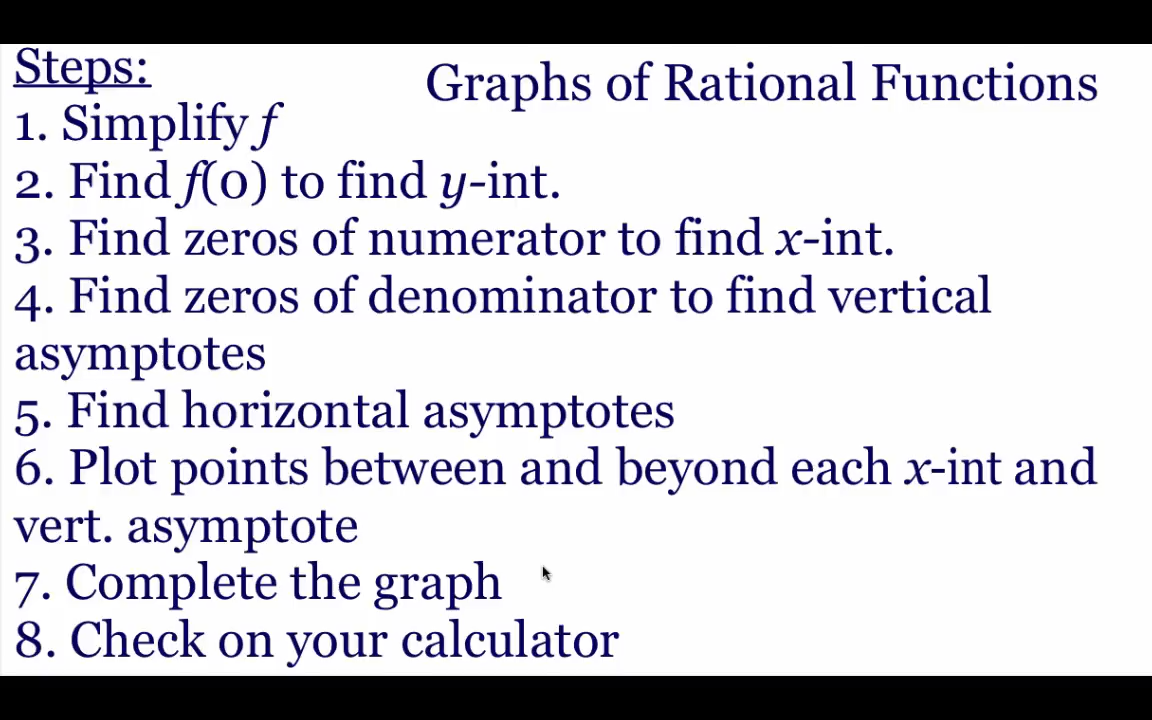 Steps:
Graphs of Rational Functions
1. Simplify f
2. Find f(0) to find y-int.
3. Find zeros of numerator to find x-int.
4. Find zeros of denominator to find vertical
asymptotes
5. Find horizontal asymptotes
6. Plot points between and beyond each x-int and
vert. asymptote
7. Complete the graph
8. Check on your calculator